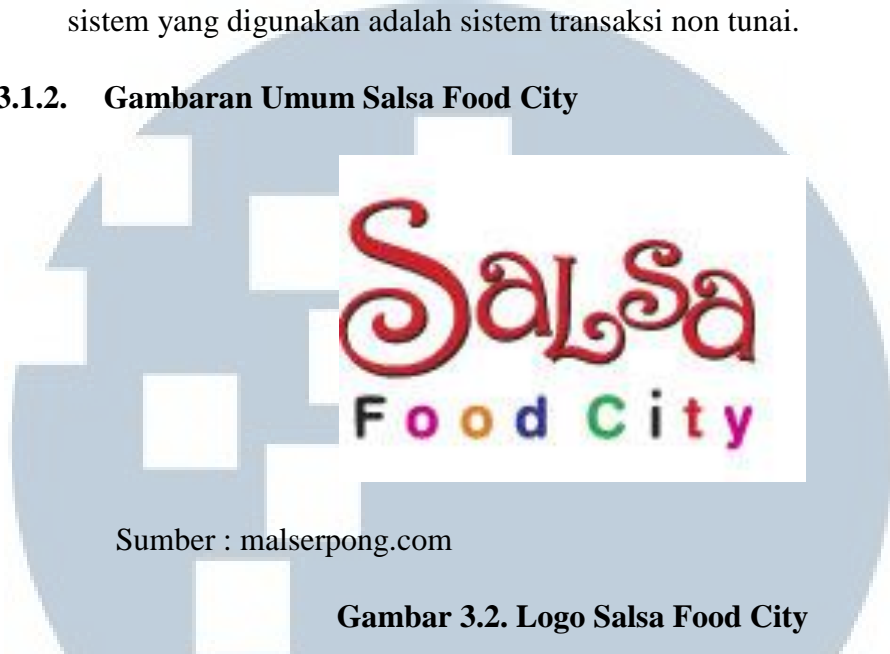 sistem yang digunakan adalah sistem transaksi non tunai.
3.1.2. Gambaran Umum Salsa Food City
Salsa
Food City
Sumber : malserpong.com
Gambar 3.2. Logo Salsa Food City